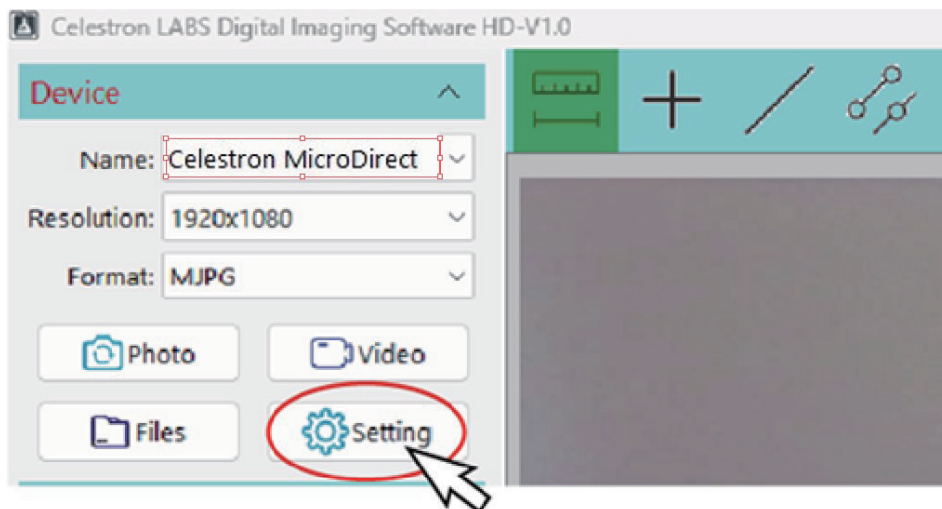 Celestron LABS Digital Imaging Software HD-V1.0
Device
Name: Celestron MicroDirect
Resolution: 1920x1080
Format: MJPG
Photo
Video
Files
Setting